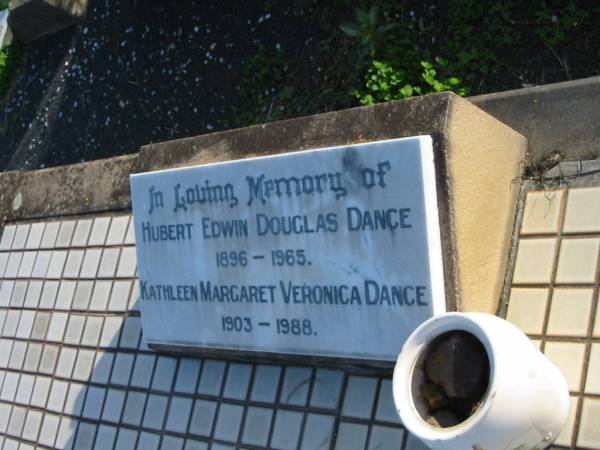 In Loving Memory of
HUBERT EDWIN DOUGLAS DANCE
1896 – 1965.
KATHLEEN MARGARET VERONICA DANCE
1903 – 1988.